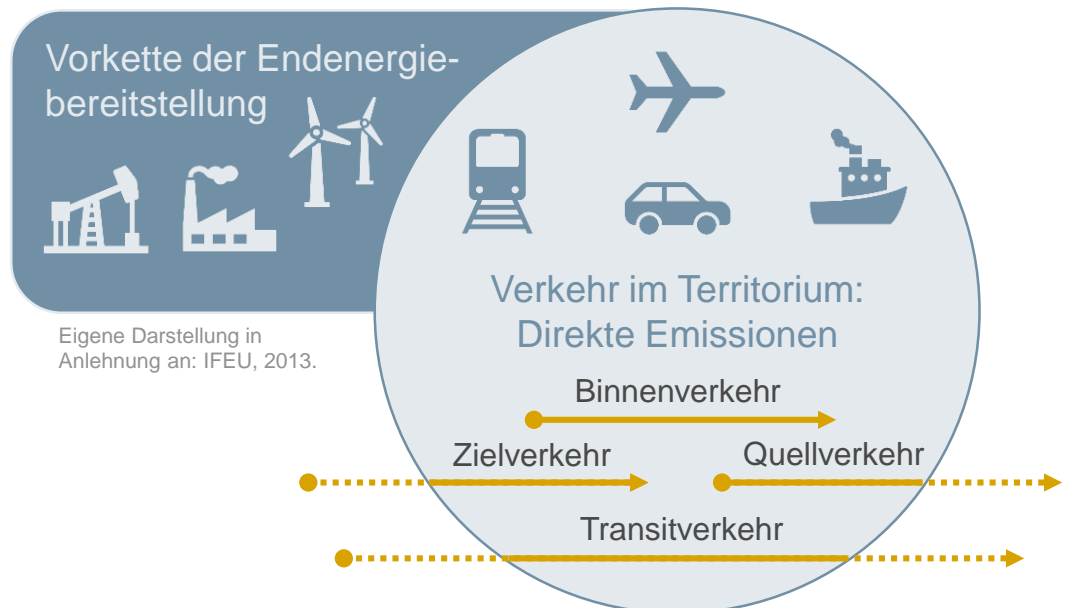 Vorkette der Endenergie-
bereitstellung
Verkehr im Territorium:
Direkte Emissionen
Eigene Darstellung in
Anlehnung an: IFEU, 2013.
Binnenverkehr
Zielverkehr
Quellverkehr
Transitverkehr